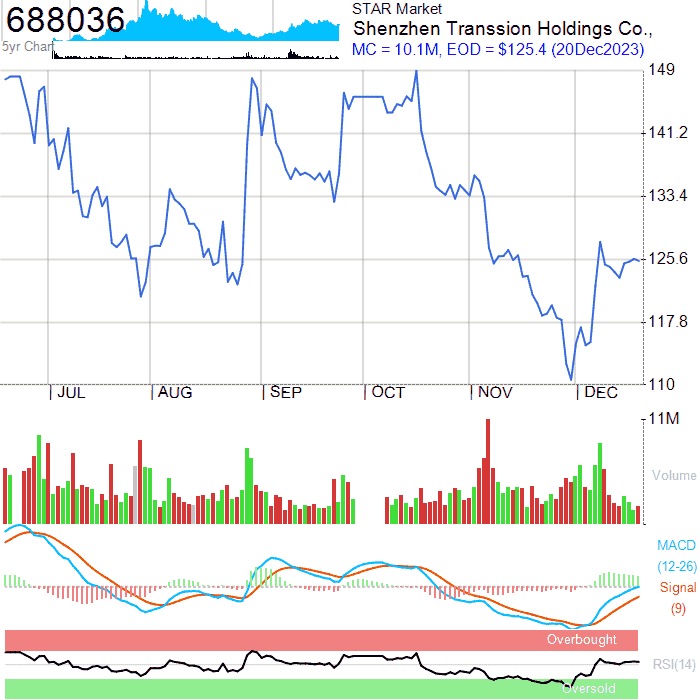 688036
5yr Chart
STAR Market
Shenzhen Transsion Holdings Co.,
MC = 10.1M, EOD = $125.4 (20Dec2023)
149
141.2
133.4
125.6
117.8
110
JUL AUG SEP OCT NOV DEC
11M
Volume
MACD
(12-26)
Signal
(9)
Overbought
RSI(14)
Oversold